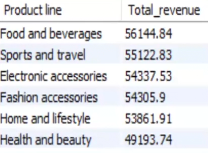 Product line Total_revenue
Food and beverages 56144.84
Sports and travel 55122.83
Electronic accessories 54337.53
Fashion accessories 54305.9
Home and lifestyle 53861.91
Health and beauty 49193.74